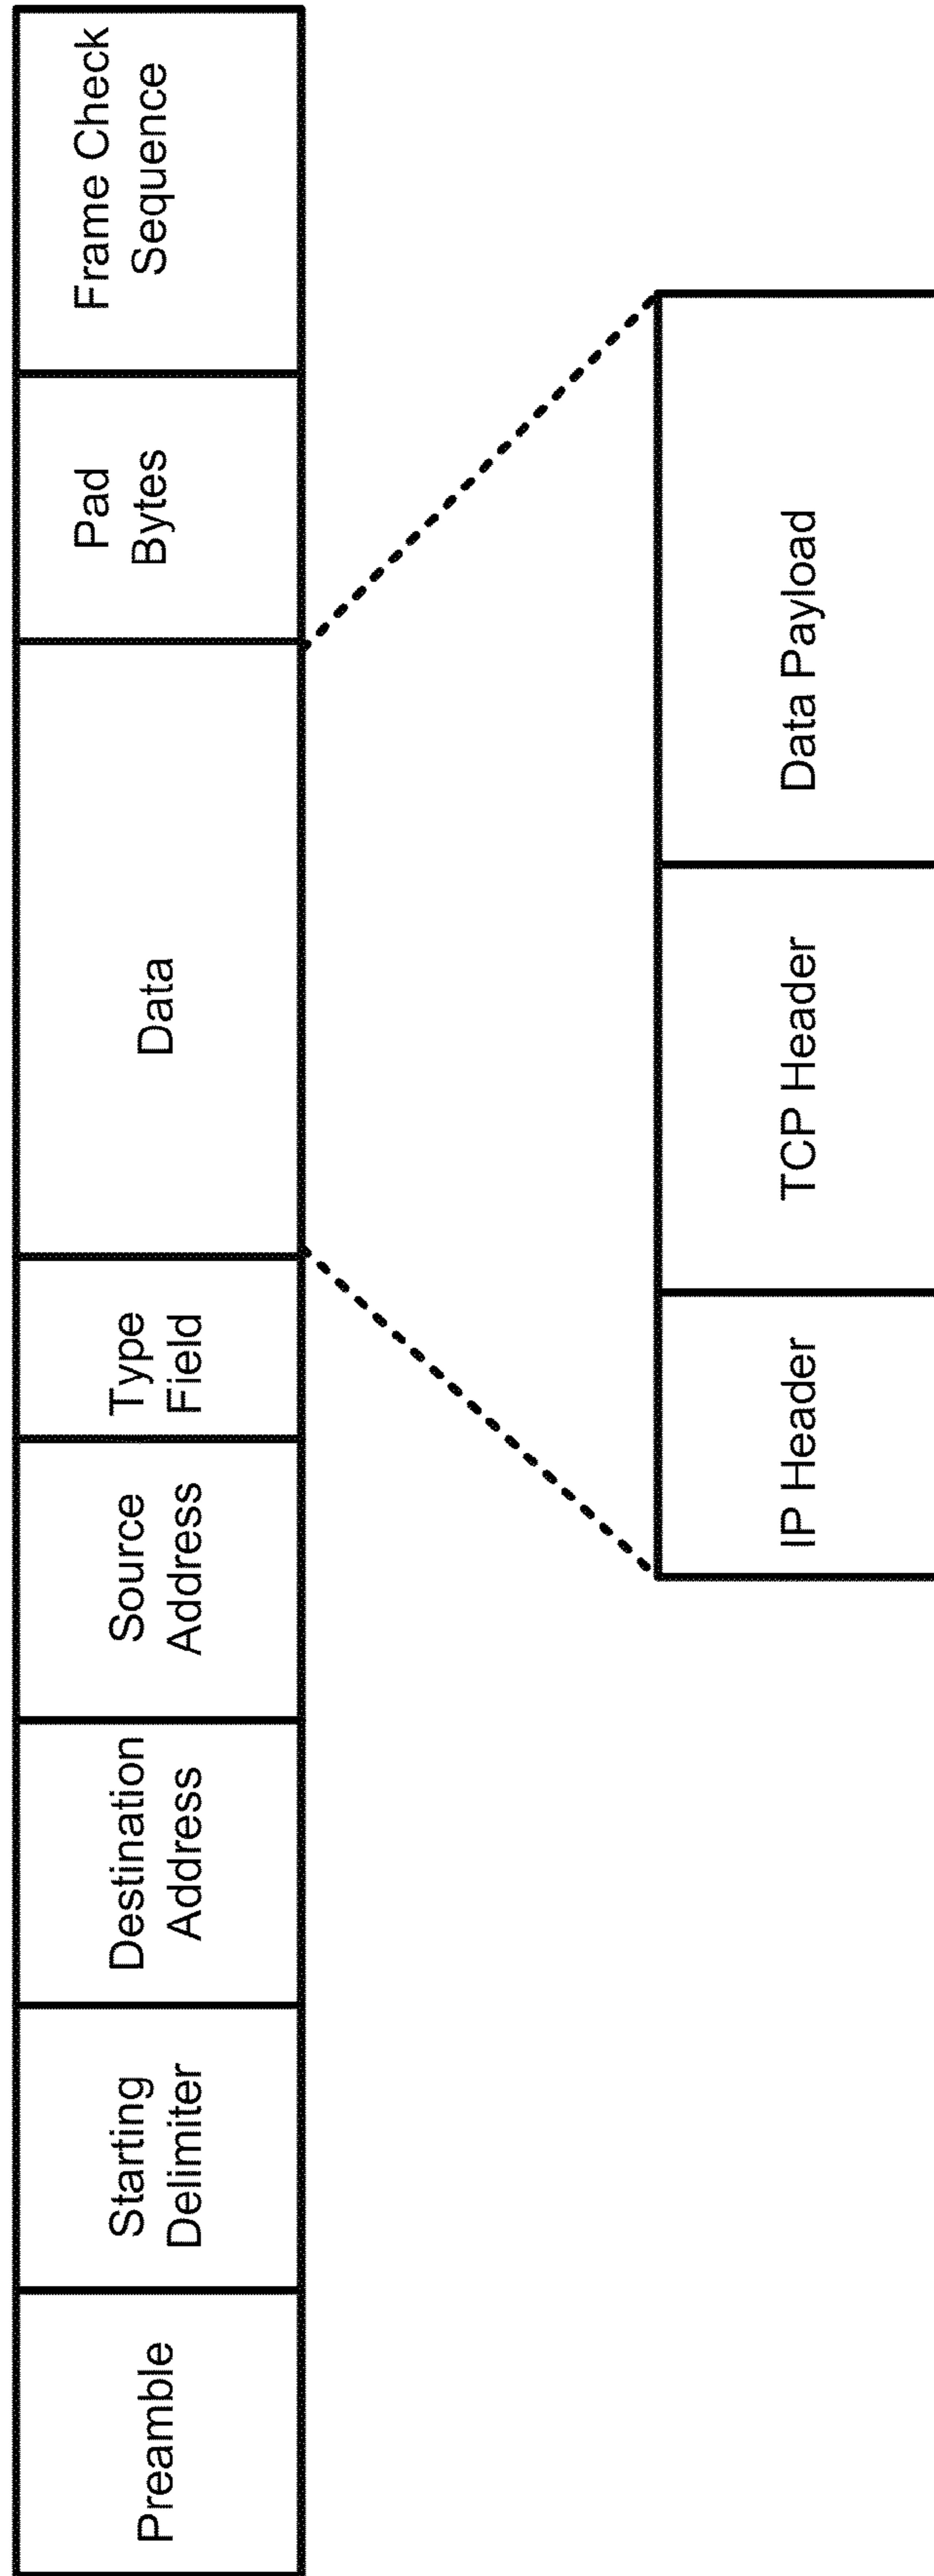 Preamble
Starting
Delimiter
Destination
Address
Source
Address
Type
Field
Data
Pad
Bytes
Frame Check
Sequence
IP Header
TCP Header
Data Payload